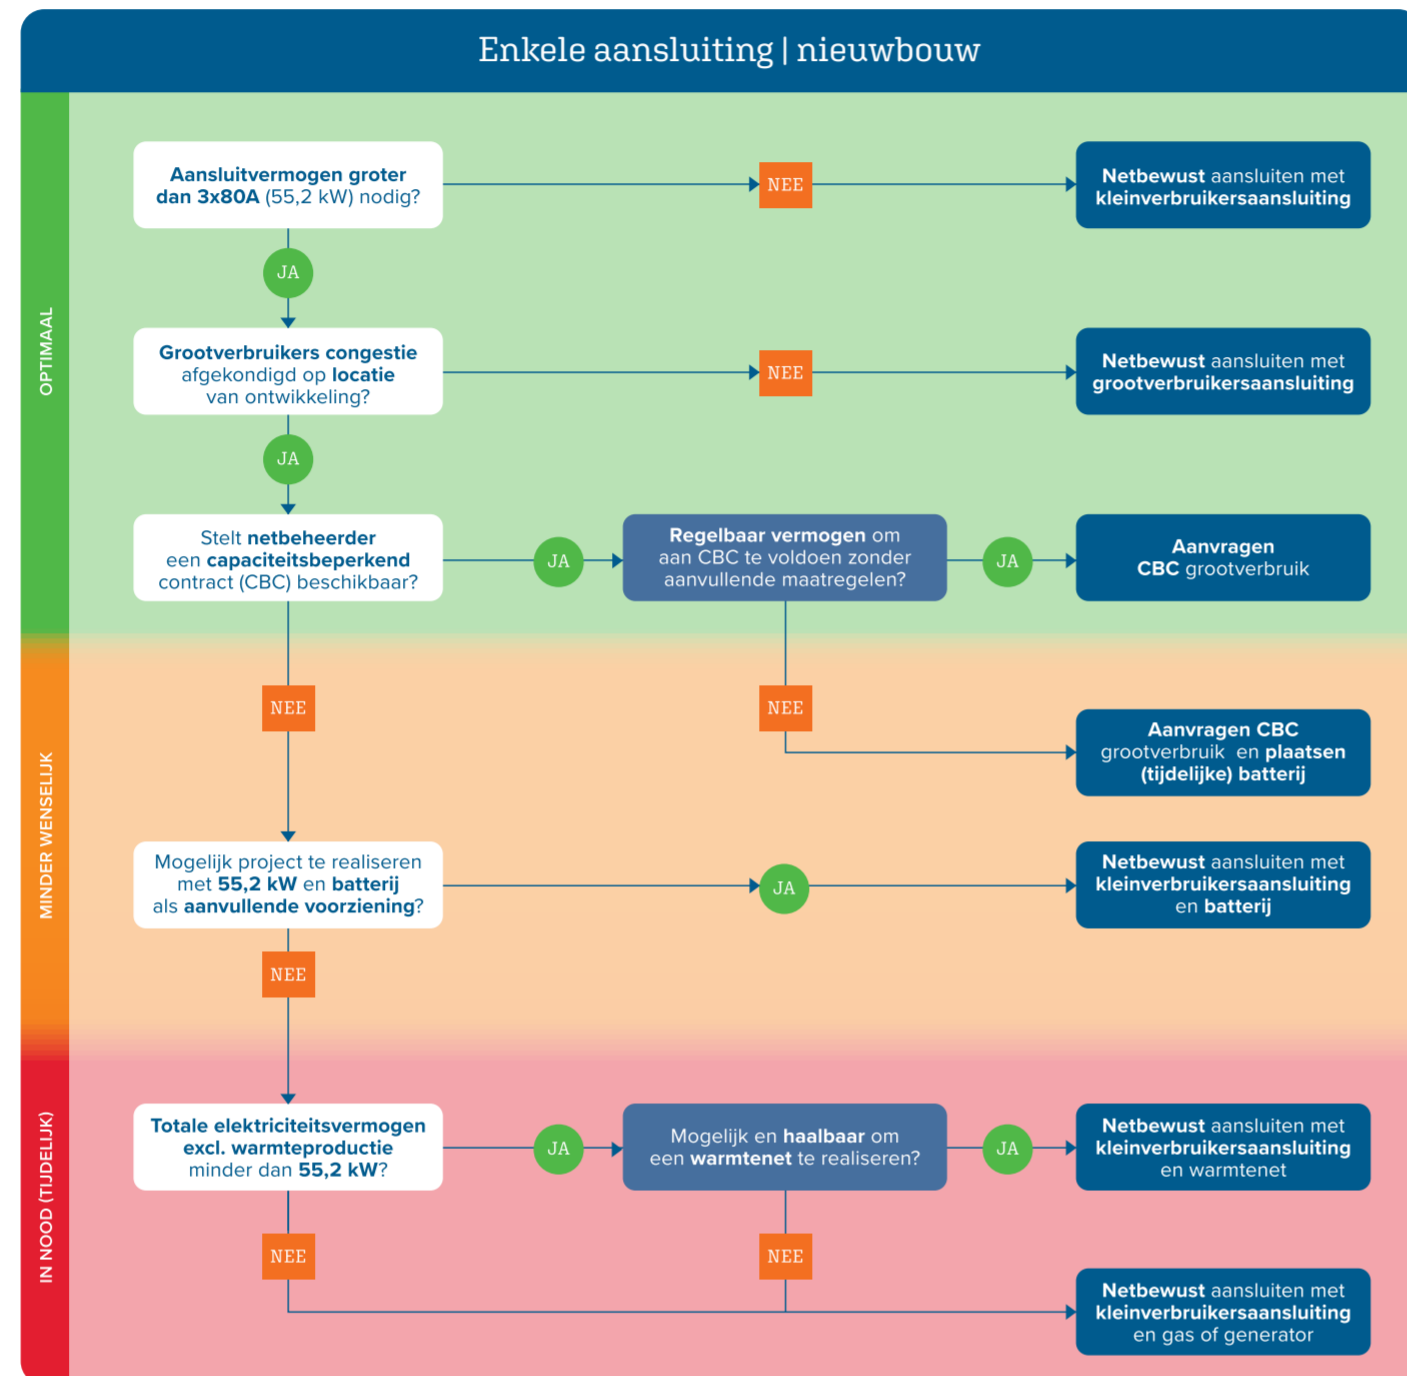 Enkele aansluiting | nieuwbouw
OPTIMAAL
Aansluitvermogen groter
dan 3x80A (55,2 kW) nodig?
NEE
Netbewust aansluiten met
kleinverbruikersaansluiting
JA
Grootverbruikers congestie
afgekondigd op locatie
van ontwikkeling?
NEE
Netbewust aansluiten met
grootverbruikersaansluiting
JA
Stelt netbeheerder
een capaciteitsbeperkend
contract (CBC) beschikbaar?
JA
Regelbaar vermogen om
aan CBC te voldoen zonder
aanvullende maatregelen?
JA
Aanvragen
CBC grootverbruik
MINDER WENSELIJK
NEE
NEE
Aanvragen CBC
grootverbruik en plaatsen
(tijdelijke) batterij
Mogelijk project te realiseren
met 55,2 kW en batterij
als aanvullende voorziening?
JA
Netbewust aansluiten met
kleinverbruikersaansluiting
en batterij
NEE
IN NOOD (TIJDELIJK)
Totale elektriciteitsvermogen
excl. warmteproductie
minder dan 55,2 kW?
JA
Mogelijk en haalbaar om
een warmtenet te realiseren?
JA
Netbewust aansluiten met
kleinverbruikersaansluiting
en warmtenet
NEE
NEE
Netbewust aansluiten met
kleinverbruikersaansluiting
en gas of generator